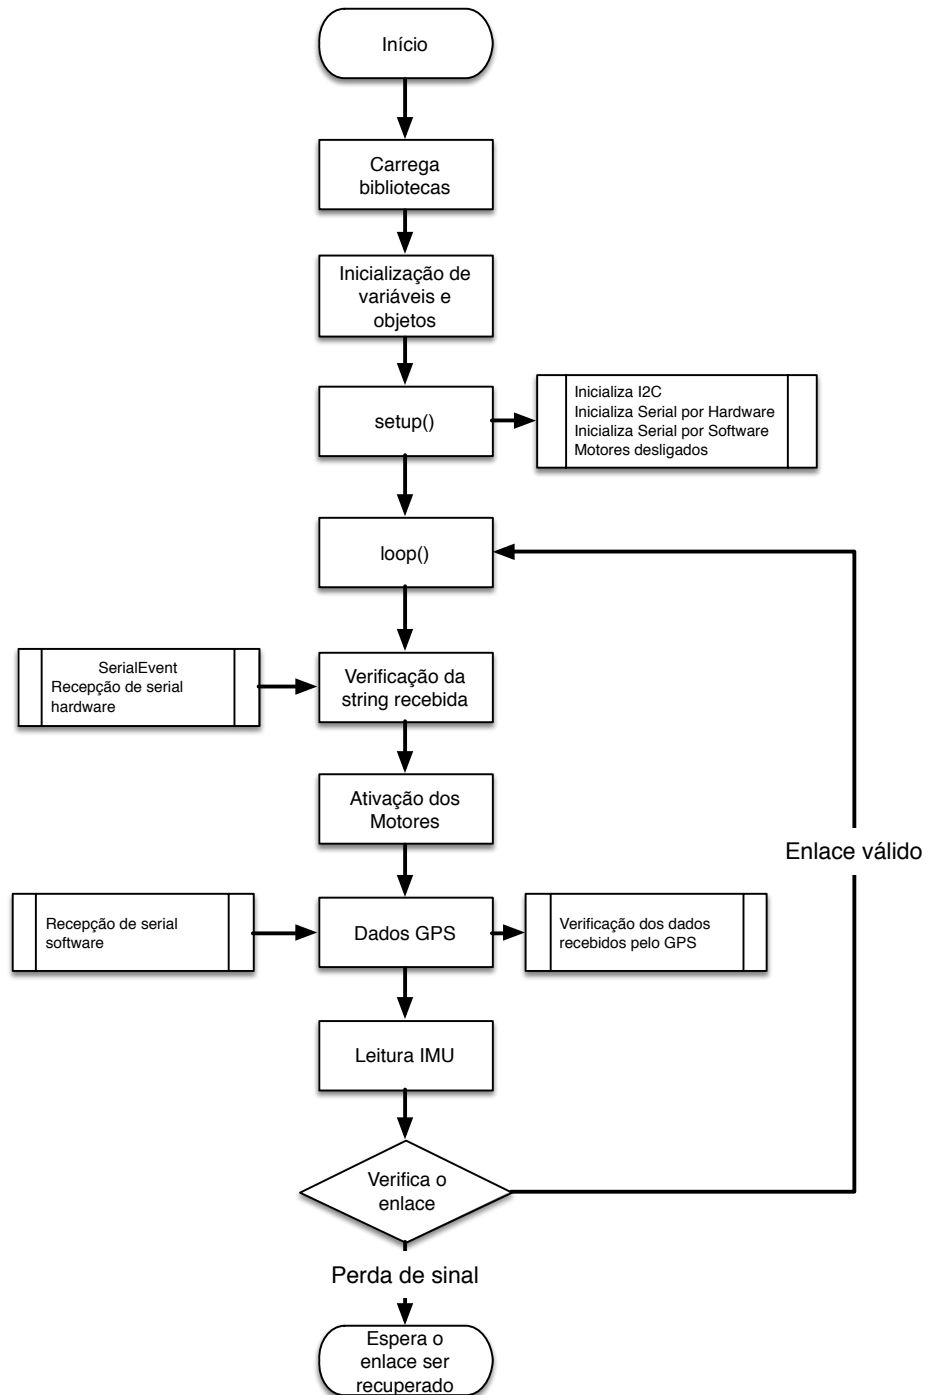 Início
Carrega
bibliotecas
Inicialização de
variáveis e
objetos
setup()
Inicializa I2C
Inicializa Serial por Hardware
Inicializa Serial por Software
Motores desligados
loop()
SerialEvent
Recepção de serial
hardware
Verificação da
string recebida
Ativação dos
Motores
Enlace válido
Recepção de serial
software
Dados GPS
Verificação dos dados
recebidos pelo GPS
Leitura IMU
Verifica o
enlace
Perda de sinal
Espera o
enlace ser
recuperado